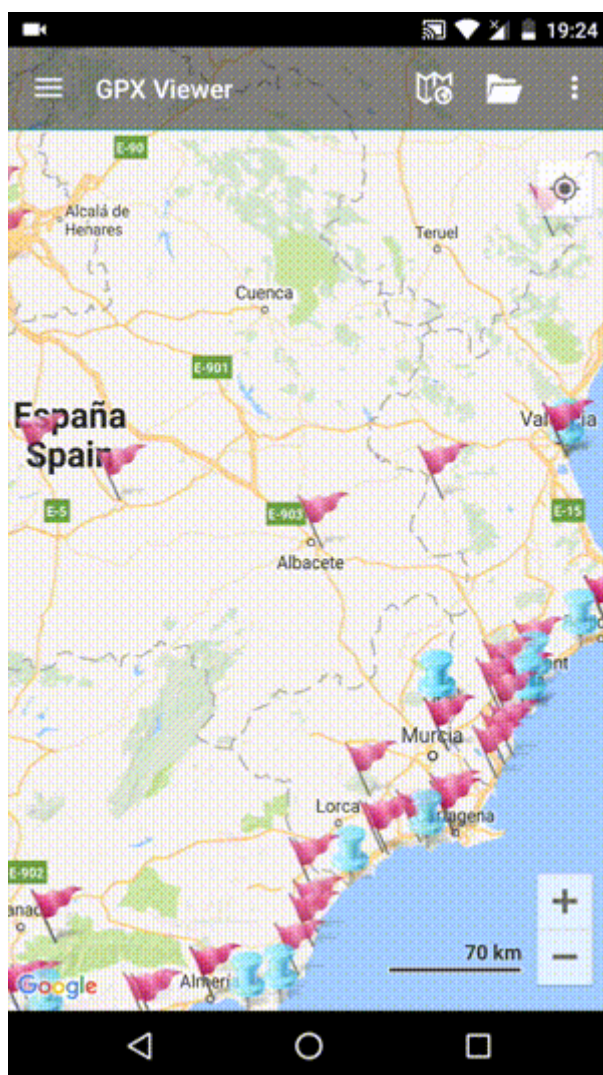 19:24
GPX Viewer
E-90
Alcalá de
Henares
Teruel
Cuenca
E-901
España
Spain
E-5
E-903
E-15
Albacete
Murcia
Lorca
E-902
70 km
Google